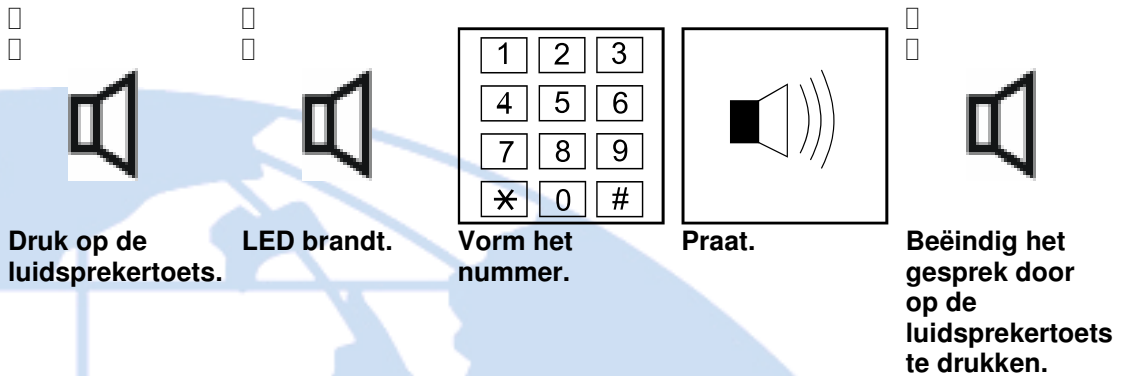 1 2 3
4 5 6
7 8 9
* 0 #
Druk op de
luidsprekertoets.
LED brandt.
Vorm het
nummer.
Praat.
Beëindig het
gesprek door
op de
luidsprekertoets
te drukken.